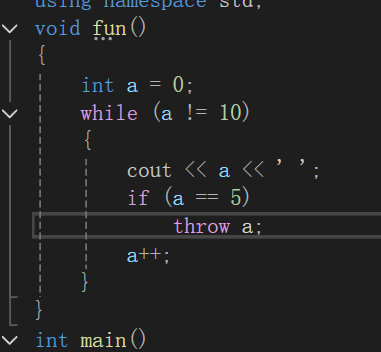 using namespace std;
void fun()
{
int a = 0;
while (a != 10)
{
cout << a << ' ';
if (a == 5)
throw a;
a++;
}
}
int main()